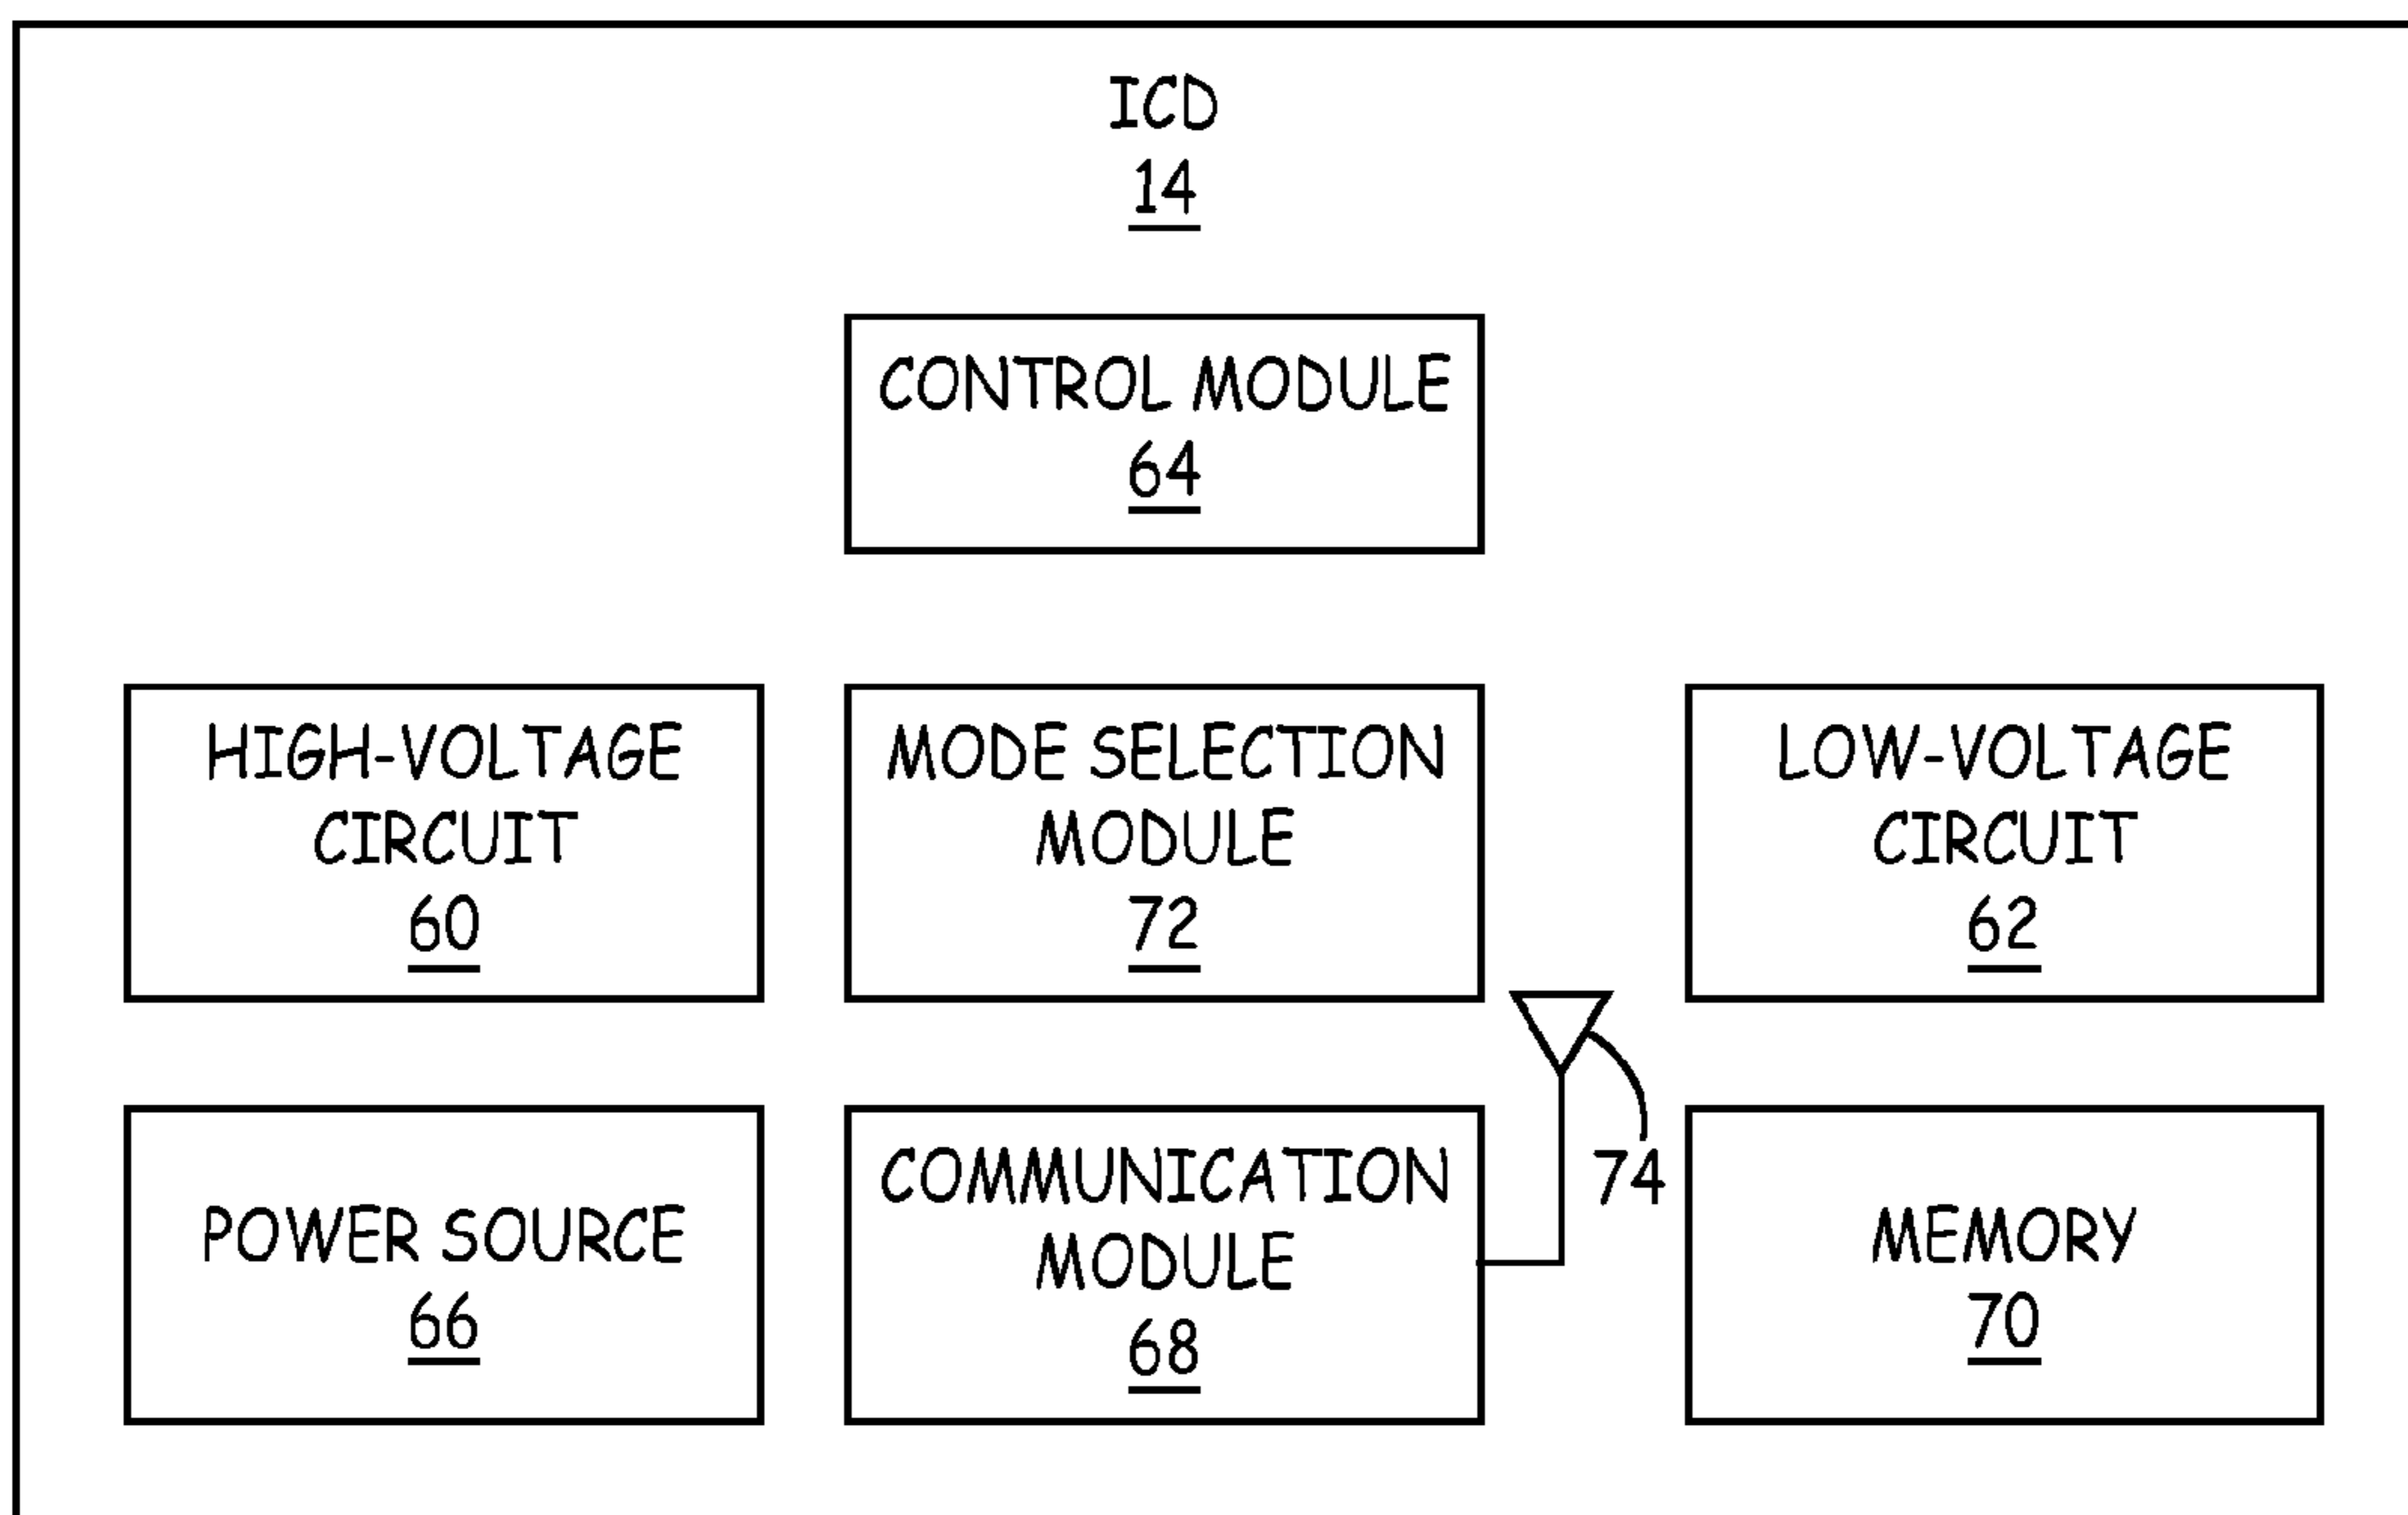 ICD
14
CONTROL MODULE
64
HIGH-VOLTAGE
CIRCUIT
60
MODE SELECTION
MODULE
72
LOW-VOLTAGE
CIRCUIT
62
POWER SOURCE
66
COMMUNICATION
MODULE
68
74
MEMORY
70